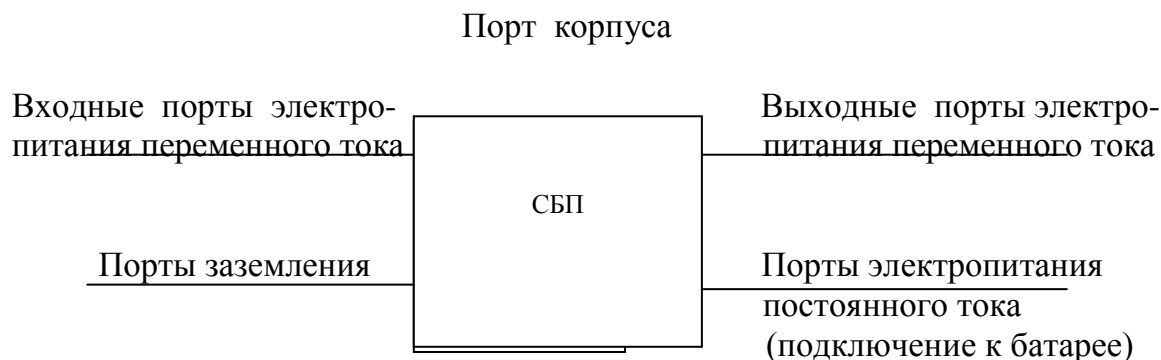 Порт корпуса
Входные порты электро-
питания переменного тока
Выходные порты электро-
питания переменного тока
СБП
Порты заземления
Порты электропитания
постоянного тока
(подключение к батарее)